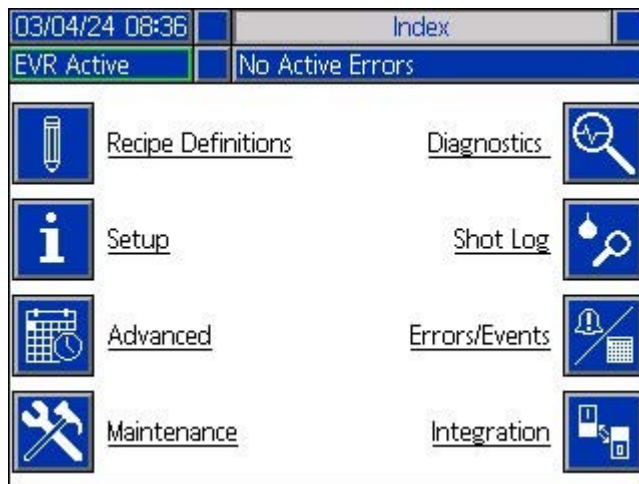 03/04/24 08:36 Index
EVR Active No Active Errors
Recipe Definitions Diagnostics
Setup Shot Log
Advanced Errors/Events
Maintenance Integration